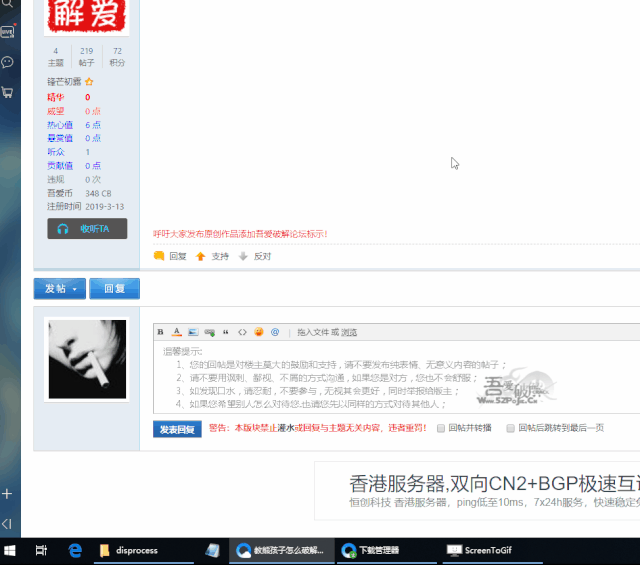 解爱
LIVE
4 219 72
主题 帖子 积分
锋芒初露
精华 0
威望 0 点
热心值 6 点
悬赏值 0 点
听众 1
贡献值 0 点
违规 0 次
吾爱币 348 CB
注册时间 2019-3-13
收听TA
呼吁大家发布原创作品添加吾爱破解论坛标示!
回复 支持 反对
发帖 回复
B A <> @ 拖入文件 或 浏览
温馨提示:
1、您的回帖是对楼主莫大的鼓励和支持,请不要发布纯表情、无意义内容的帖子;
2、请不要用讽刺、鄙视、不屑的方式沟通,如果您是对方,您也不会舒服;
3、如发现口水,请忍耐,不要参与,无视其会更好,同时举报给版主;
4、如果您希望别人怎么对待您,也请您先以同样的方式对待其他人;
吾爱破解
www.52PoJie.Cn
发表回复 警告:本版块禁止灌水或回复与主题无关内容,违者重罚! 回帖并转播 回帖后跳转到最后一页
香港服务器,双向CN2+BGP极速互
恒创科技 香港服务器,ping低至10ms,7x24h服务,快速稳定
disprocess 教熊孩子怎么破解... 下载管理器 ScreenToGif